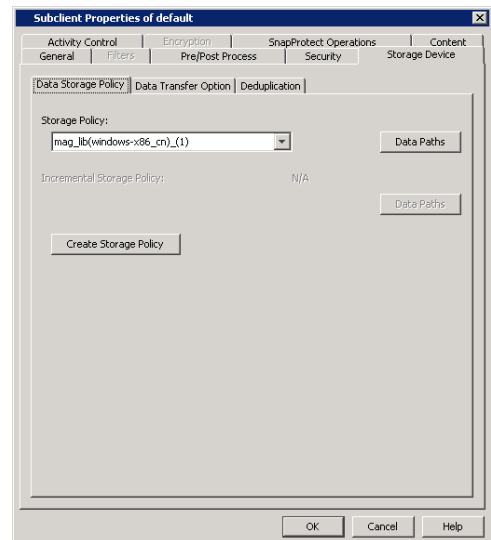 Subclient Properties of default
Activity Control Encryption SnapProtect Operations Content
General Filters Pre/Post Process Security Storage Device
Data Storage Policy Data Transfer Option Deduplication
Storage Policy:
mag_lib(windows-x86_cn)_(1) Data Paths
Incremental Storage Policy: N/A
Data Paths
Create Storage Policy
OK Cancel Help